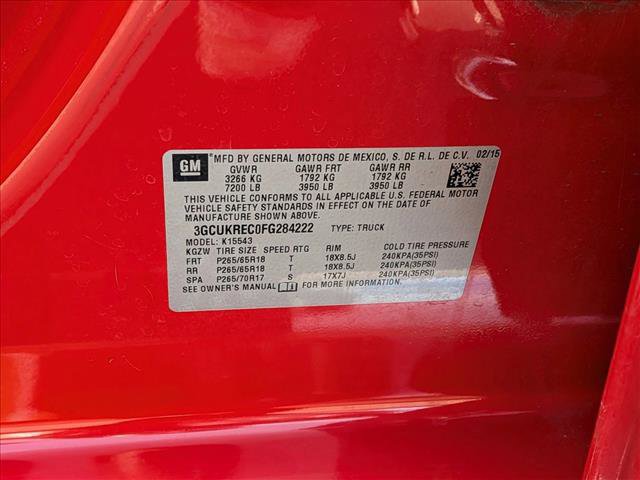 GM ®MFD BY GENERAL MOTORS DE MEXICO, S. DE R.L. DE C.V. 02/15
GVWR GAWR FRT GAWR RR
3266 KG 1792 KG 1792 KG
7200 LB 3950 LB 3950 LB
THIS VEHICLE CONFORMS TO ALL APPLICABLE U.S. FEDERAL MOTOR
VEHICLE SAFETY STANDARDS IN EFFECT ON THE DATE OF
MANUFACTURE SHOWN ABOVE.
3GCUKREC0FG284222 TYPE: TRUCK
MODEL: K15543
KGZW TIRE SIZE SPEED RTG RIM COLD TIRE PRESSURE
FRT P265/65R18 T 18X8.5J 240KPA(35PSI)
RR P265/65R18 T 18X8.5J 240KPA(35PSI)
SPA P265/70R17 S 17X7J 240KPA(35PSI)
SEE OWNER'S MANUAL FOR MORE INFORMATION.